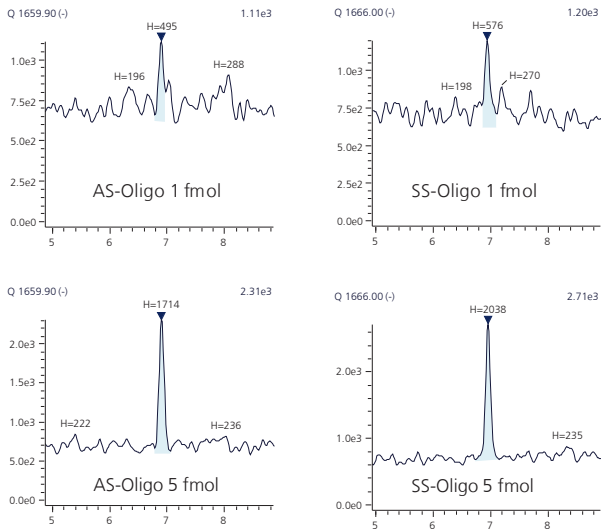 Q 1659.90 (-) 1.11e3
H=495
H=196
H=288
1.0e3
7.5e2
5.0e2
2.5e2
0.0e0
AS-Oligo 1 fmol
5 6 7 8
Q 1666.00 (-) 1.20e3
H=576
H=198
H=270
1.0e3
7.5e2
5.0e2
2.5e2
0.0e0
SS-Oligo 1 fmol
5 6 7 8
Q 1659.90 (-) 2.31e3
H=1714
H=222
H=236
2.0e3
1.5e3
1.0e3
5.0e2
0.0e0
AS-Oligo 5 fmol
5 6 7 8
Q 1666.00 (-) 2.71e3
H=2038
H=235
2.0e3
1.0e3
0.0e0
SS-Oligo 5 fmol
5 6 7 8